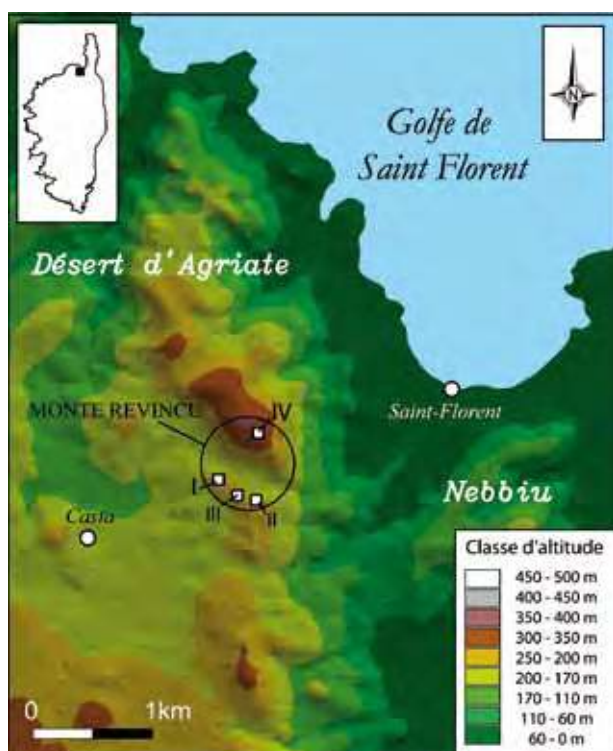 N
Golfe de
Saint Florent
Désert d'Agriate
MONTE REVINCU
IV
Saint-Florent
I
III
II
Nebbiu
Casta
Classe d'altitude
450 - 500 m
400 - 450 m
350 - 400 m
300 - 350 m
250 - 200 m
200 - 170 m
170 - 110 m
110 - 60 m
60 - 0 m
0 1km